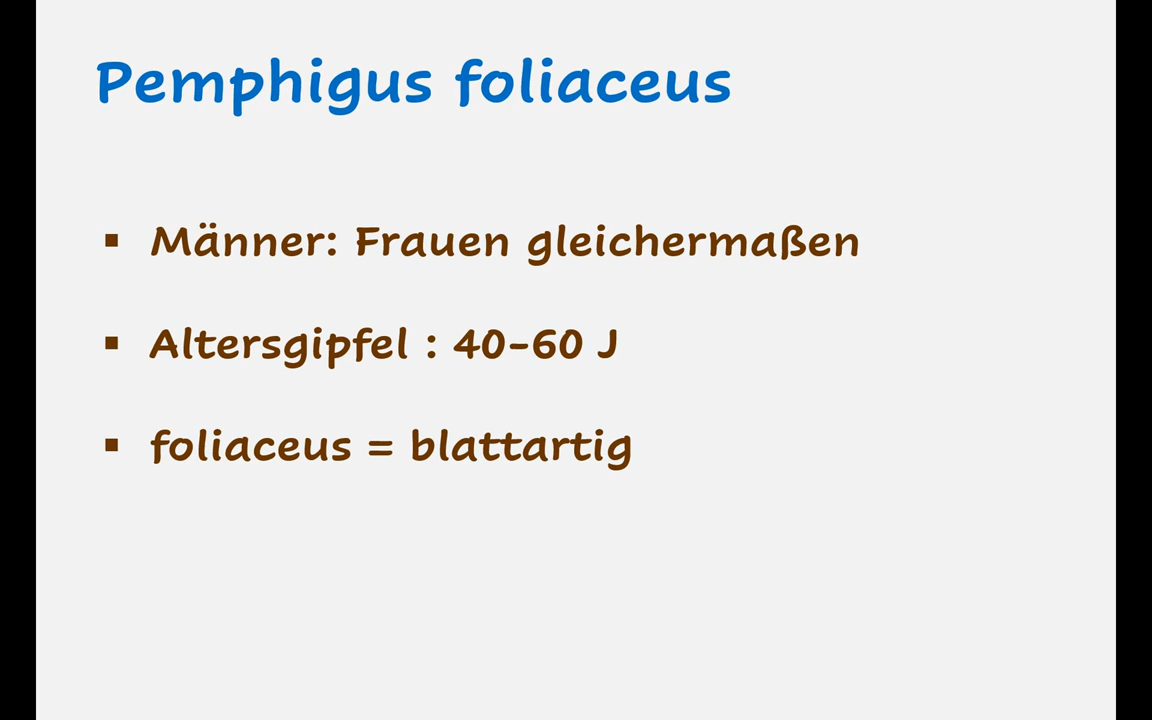 Pemphigus foliaceus
▪ Männer: Frauen gleichermaßen
▪ Altersgipfel : 40-60 J
▪ foliaceus = blattartig